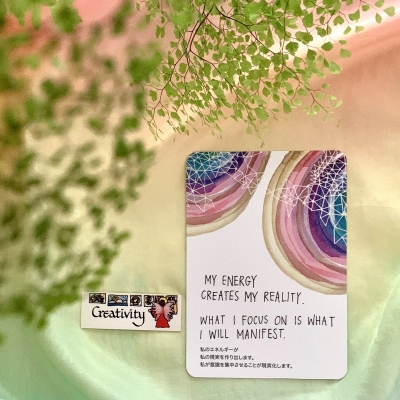 MY ENERGY
CREATES MY REALITY.
WHAT I FOCUS ON IS WHAT
I WILL MANIFEST.
私のエネルギーが
私の現実を作り出します。
私が意識を集中させることが現実化します。
Creativity